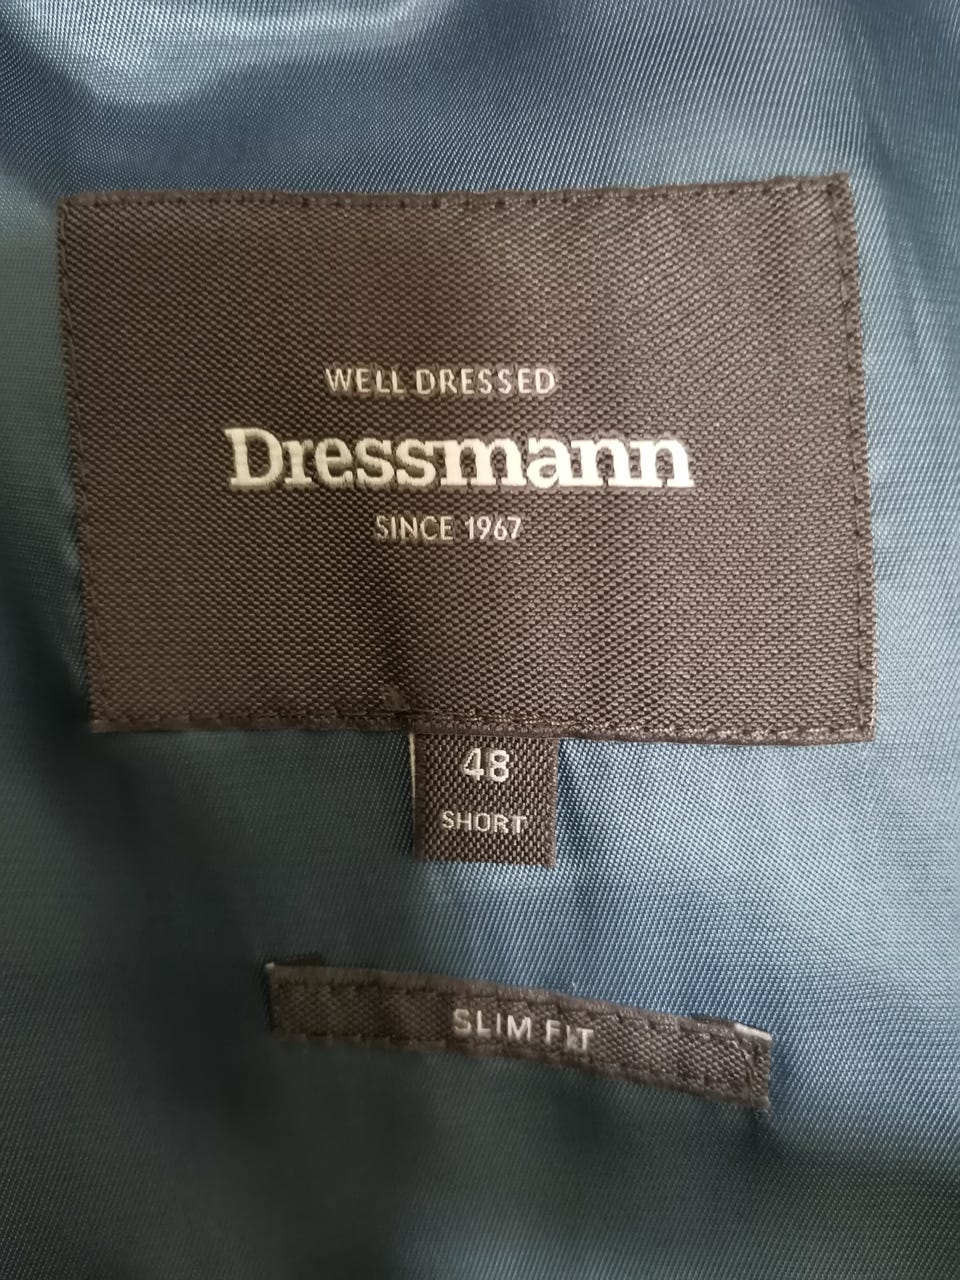 WELL DRESSED
Dressmann
SINCE 1967
48
SHORT
SLIM FIT